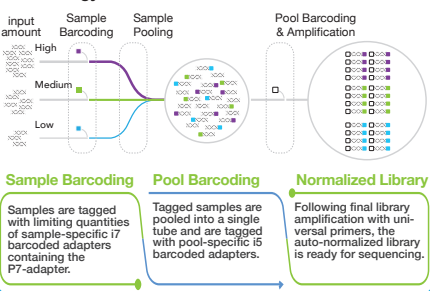 input
amount
Sample
Barcoding
Sample
Pooling
Pool Barcoding
& Amplification
High
Medium
Low
Sample Barcoding
Samples are tagged
with limiting quantities
of sample-specific i7
barcoded adapters
containing the
P7-adapter.
Pool Barcoding
Tagged samples are
pooled into a single
tube and are tagged
with pool-specific i5
barcoded adapters.
Normalized Library
Following final library
amplification with uni-
versal primers, the
auto-normalized library
is ready for sequencing.